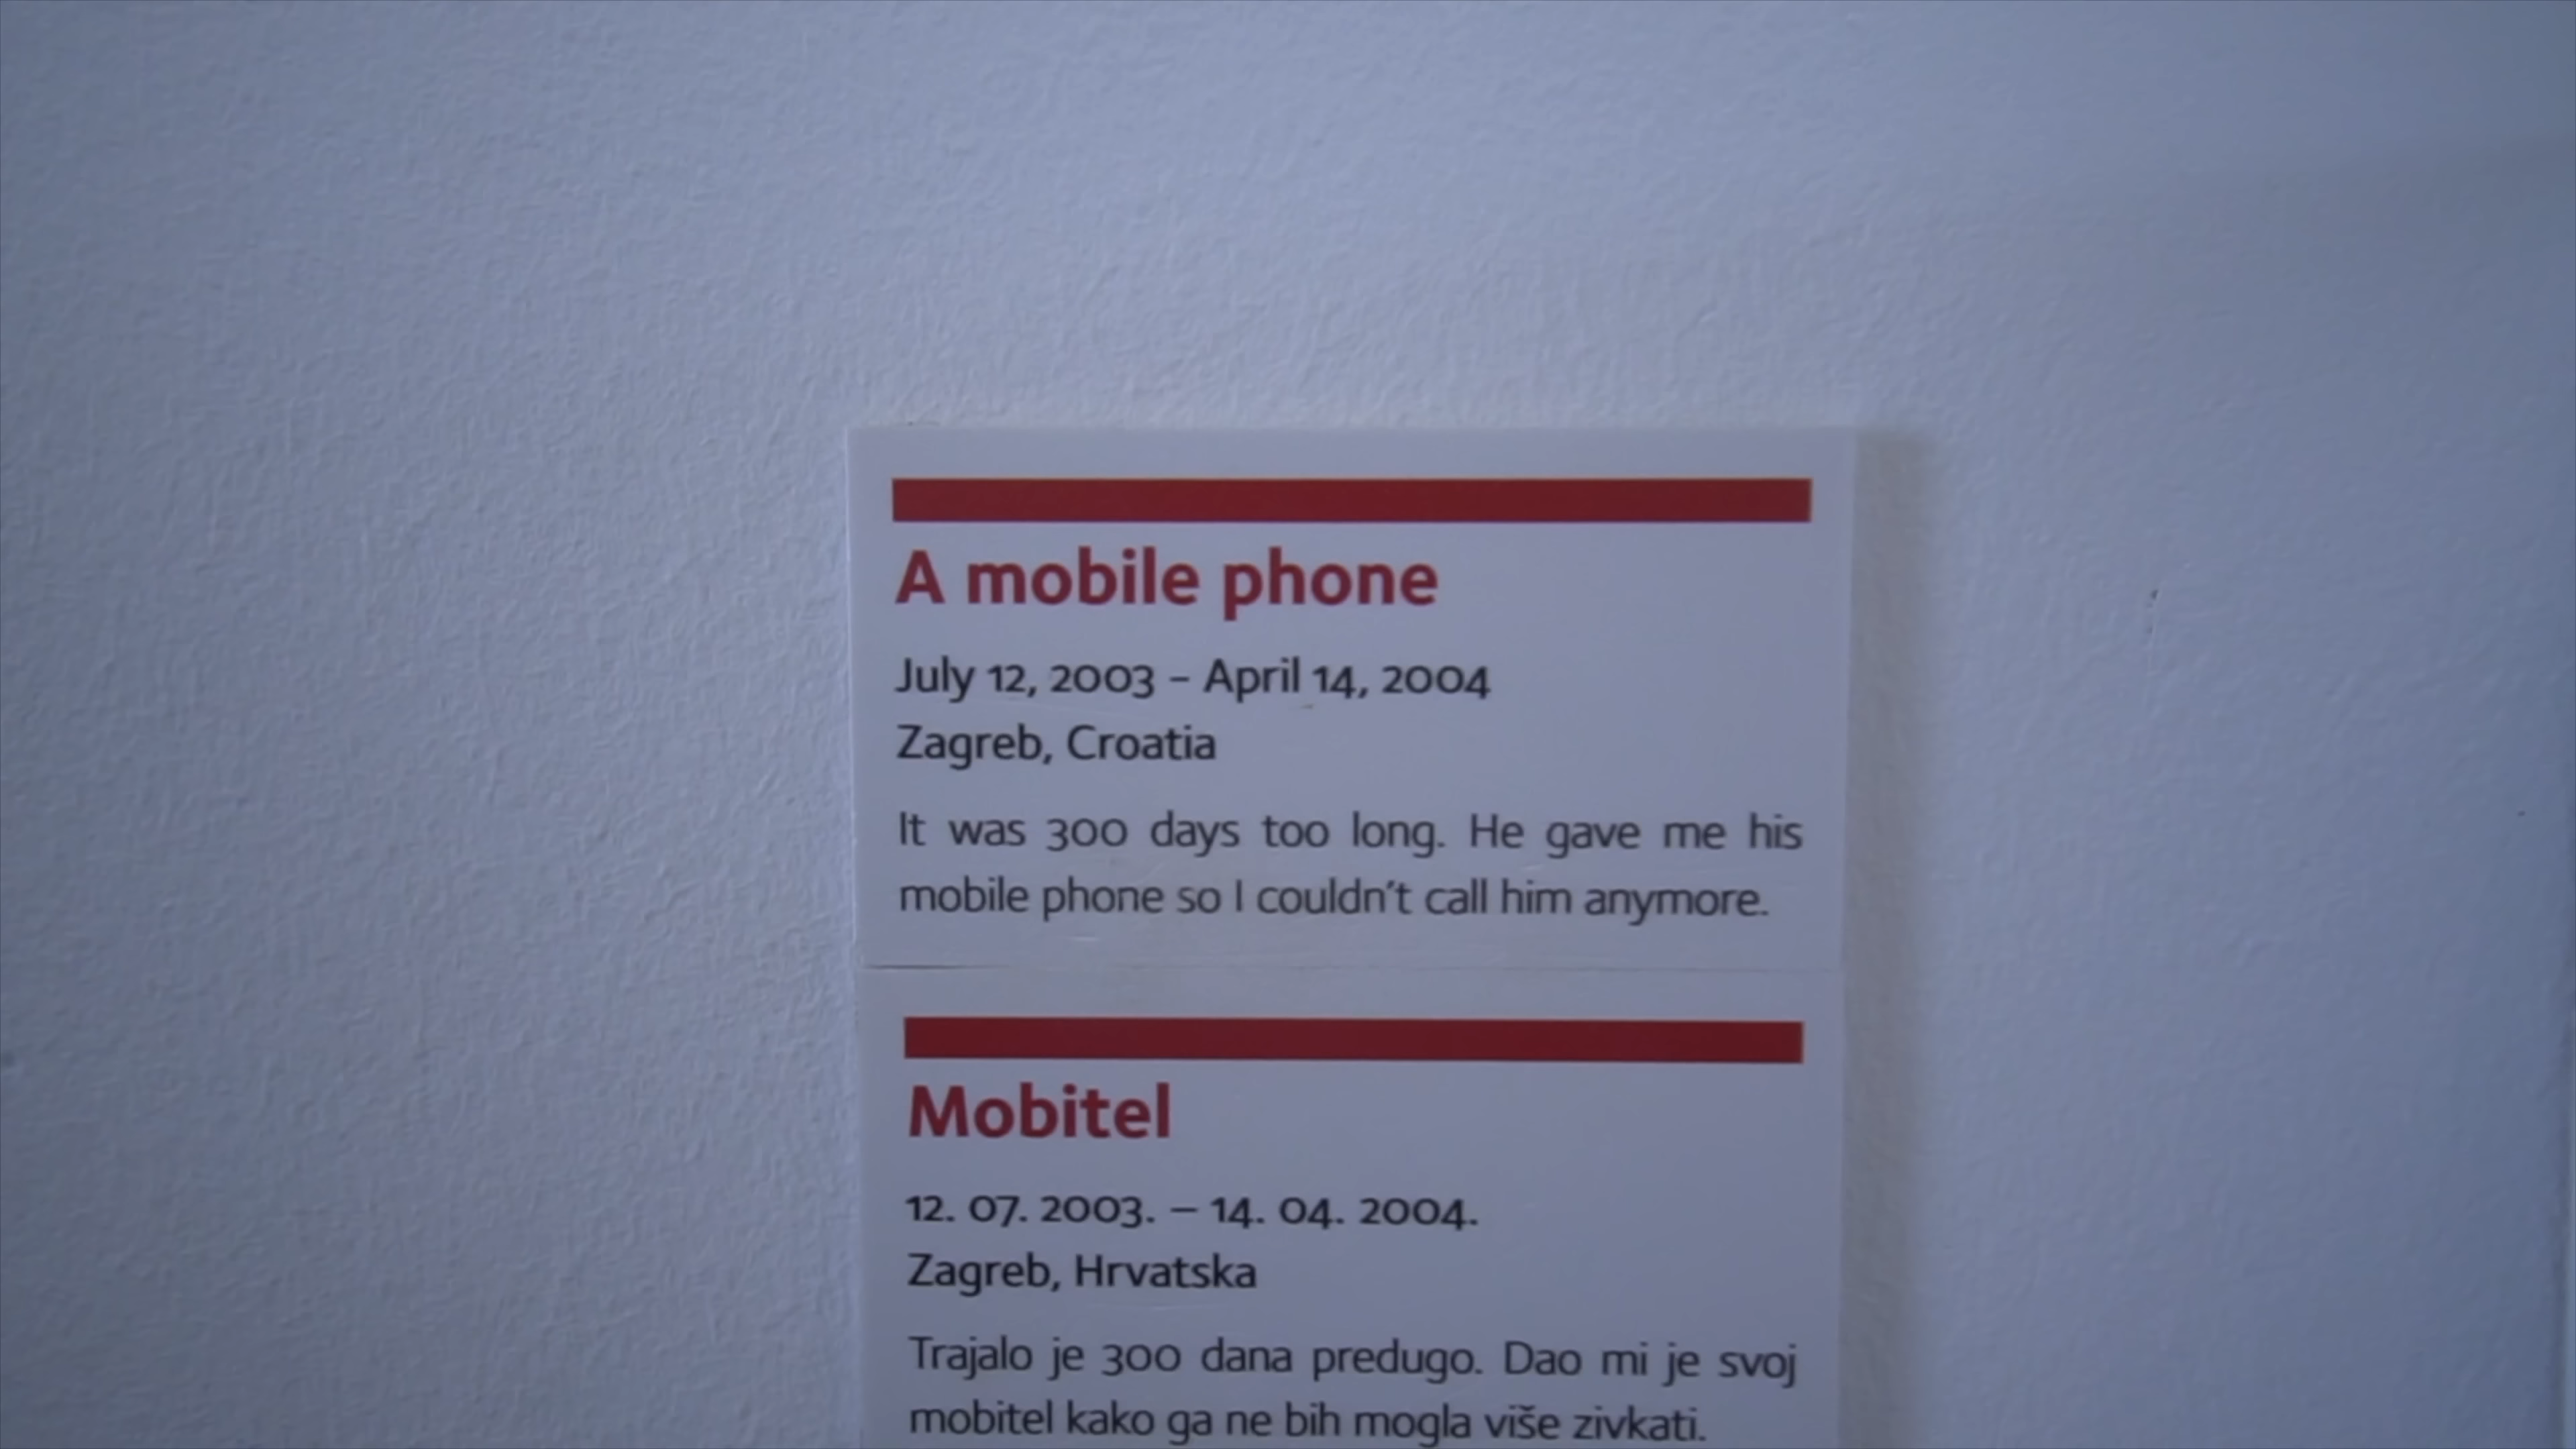 A mobile phone
July 12, 2003 – April 14, 2004
Zagreb, Croatia
It was 300 days too long. He gave me his
mobile phone so I couldn't call him anymore.
Mobitel
12. 07. 2003. – 14. 04. 2004.
Zagreb, Hrvatska
Trajalo je 300 dana predugo. Dao mi je svoj
mobitel kako ga ne bih mogla više zivkati.